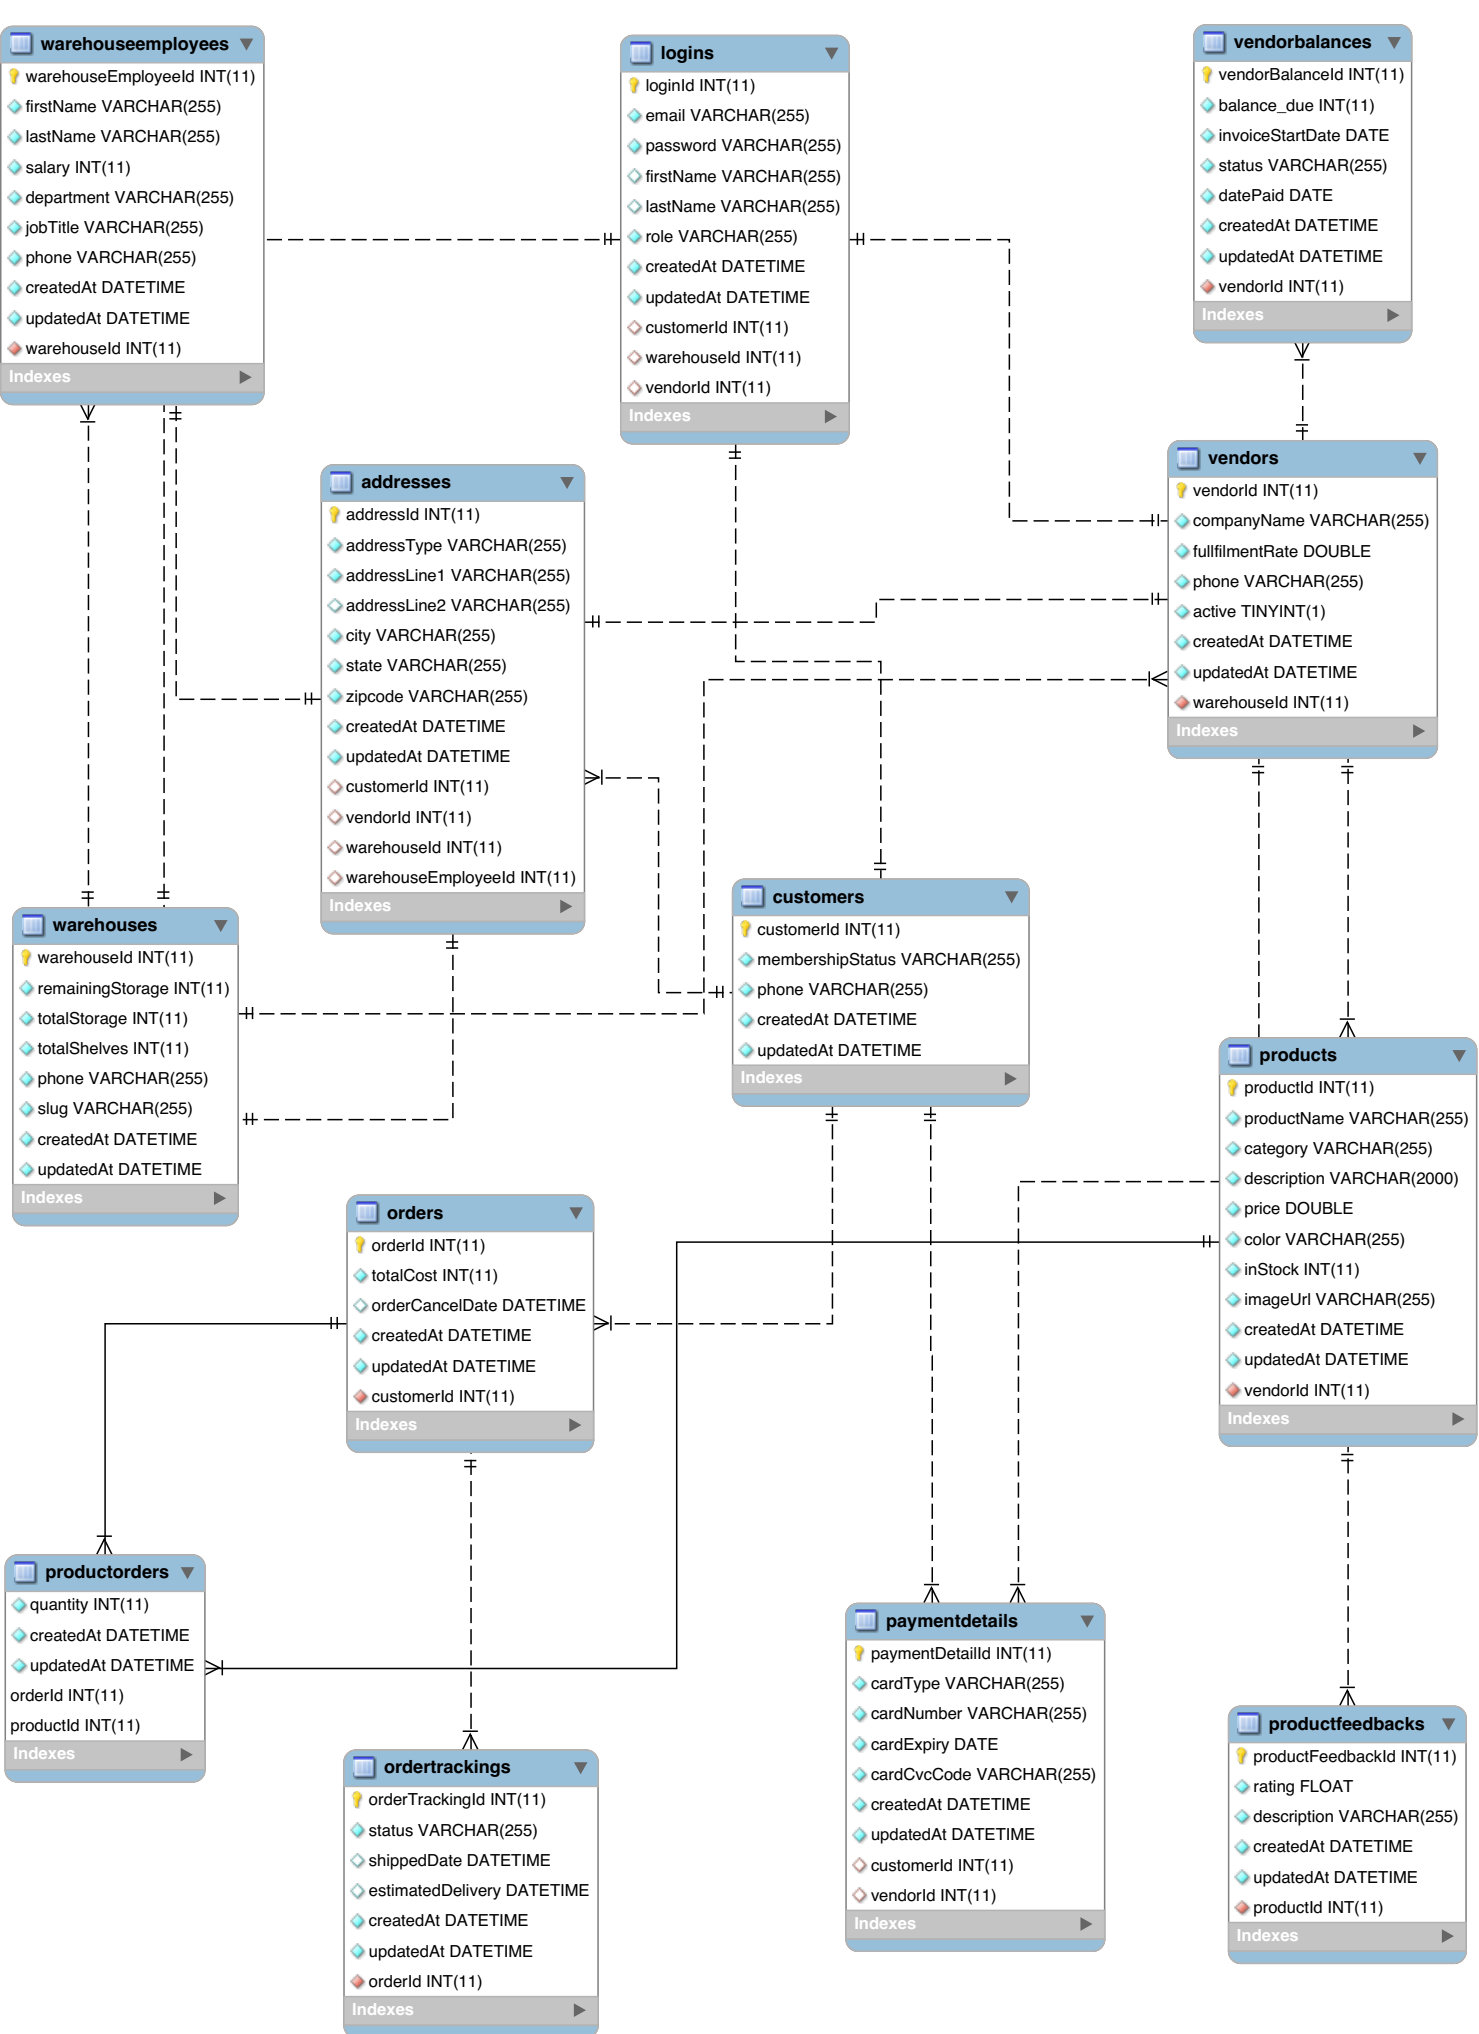 warehouseemployees
warehouseEmployeeId INT(11)
firstName VARCHAR(255)
lastName VARCHAR(255)
salary INT(11)
department VARCHAR(255)
jobTitle VARCHAR(255)
phone VARCHAR(255)
createdAt DATETIME
updatedAt DATETIME
warehouseId INT(11)
Indexes
logins
loginId INT(11)
email VARCHAR(255)
password VARCHAR(255)
firstName VARCHAR(255)
lastName VARCHAR(255)
role VARCHAR(255)
createdAt DATETIME
updatedAt DATETIME
customerId INT(11)
warehouseId INT(11)
vendorId INT(11)
Indexes
vendorbalances
vendorBalanceId INT(11)
balance_due INT(11)
invoiceStartDate DATE
status VARCHAR(255)
datePaid DATE
createdAt DATETIME
updatedAt DATETIME
vendorId INT(11)
Indexes
addresses
addressId INT(11)
addressType VARCHAR(255)
addressLine1 VARCHAR(255)
addressLine2 VARCHAR(255)
city VARCHAR(255)
state VARCHAR(255)
zipcode VARCHAR(255)
createdAt DATETIME
updatedAt DATETIME
customerId INT(11)
vendorId INT(11)
warehouseId INT(11)
warehouseEmployeeId INT(11)
Indexes
vendors
vendorId INT(11)
companyName VARCHAR(255)
fullfilmentRate DOUBLE
phone VARCHAR(255)
active TINYINT(1)
createdAt DATETIME
updatedAt DATETIME
warehouseId INT(11)
Indexes
warehouses
warehouseId INT(11)
remainingStorage INT(11)
totalStorage INT(11)
totalShelves INT(11)
phone VARCHAR(255)
slug VARCHAR(255)
createdAt DATETIME
updatedAt DATETIME
Indexes
customers
customerId INT(11)
membershipStatus VARCHAR(255)
phone VARCHAR(255)
createdAt DATETIME
updatedAt DATETIME
Indexes
products
productId INT(11)
productName VARCHAR(255)
category VARCHAR(255)
description VARCHAR(2000)
price DOUBLE
color VARCHAR(255)
inStock INT(11)
imageUrl VARCHAR(255)
createdAt DATETIME
updatedAt DATETIME
vendorId INT(11)
Indexes
orders
orderId INT(11)
totalCost INT(11)
orderCancelDate DATETIME
createdAt DATETIME
updatedAt DATETIME
customerId INT(11)
Indexes
productorders
quantity INT(11)
createdAt DATETIME
updatedAt DATETIME
orderId INT(11)
productId INT(11)
Indexes
ordertrackings
orderTrackingId INT(11)
status VARCHAR(255)
shippedDate DATETIME
estimatedDelivery DATETIME
createdAt DATETIME
updatedAt DATETIME
orderId INT(11)
Indexes
paymentdetails
paymentDetailId INT(11)
cardType VARCHAR(255)
cardNumber VARCHAR(255)
cardExpiry DATE
cardCvcCode VARCHAR(255)
createdAt DATETIME
updatedAt DATETIME
customerId INT(11)
vendorId INT(11)
Indexes
productfeedbacks
productFeedbackId INT(11)
rating FLOAT
description VARCHAR(255)
createdAt DATETIME
updatedAt DATETIME
productId INT(11)
Indexes